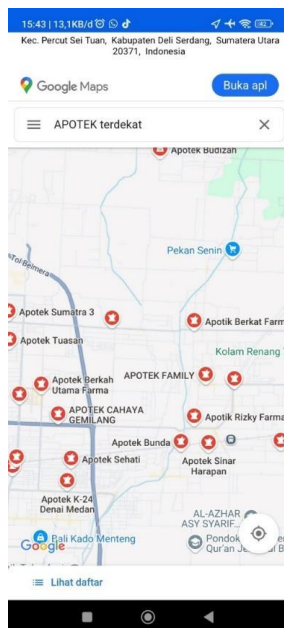 15:43 | 13,1KB/d
Kec. Percut Sei Tuan, Kabupaten Deli Serdang, Sumatera Utara
20371, Indonesia
Google Maps
Buka apl
APOTEK terdekat
Apotek Budizan
Pekan Senin
Tol Belmera
Apotek Sumatra 3
Apotik Berkat Farm
Apotek Tuasan
Kolam Renang
APOTEK FAMILY
Apotek Berkah
Utama Farma
APOTEK CAHAYA
GEMILANG
Apotik Rizky Farma
Apotek Bunda
Apotek Sehati
Apotek Sinar
Harapan
Apotek K-24
Denai Medan
AL-AZHAR
ASY SYARIF...
Bali Kado Menteng
Pondok
Qur'an
Google
Lihat daftar